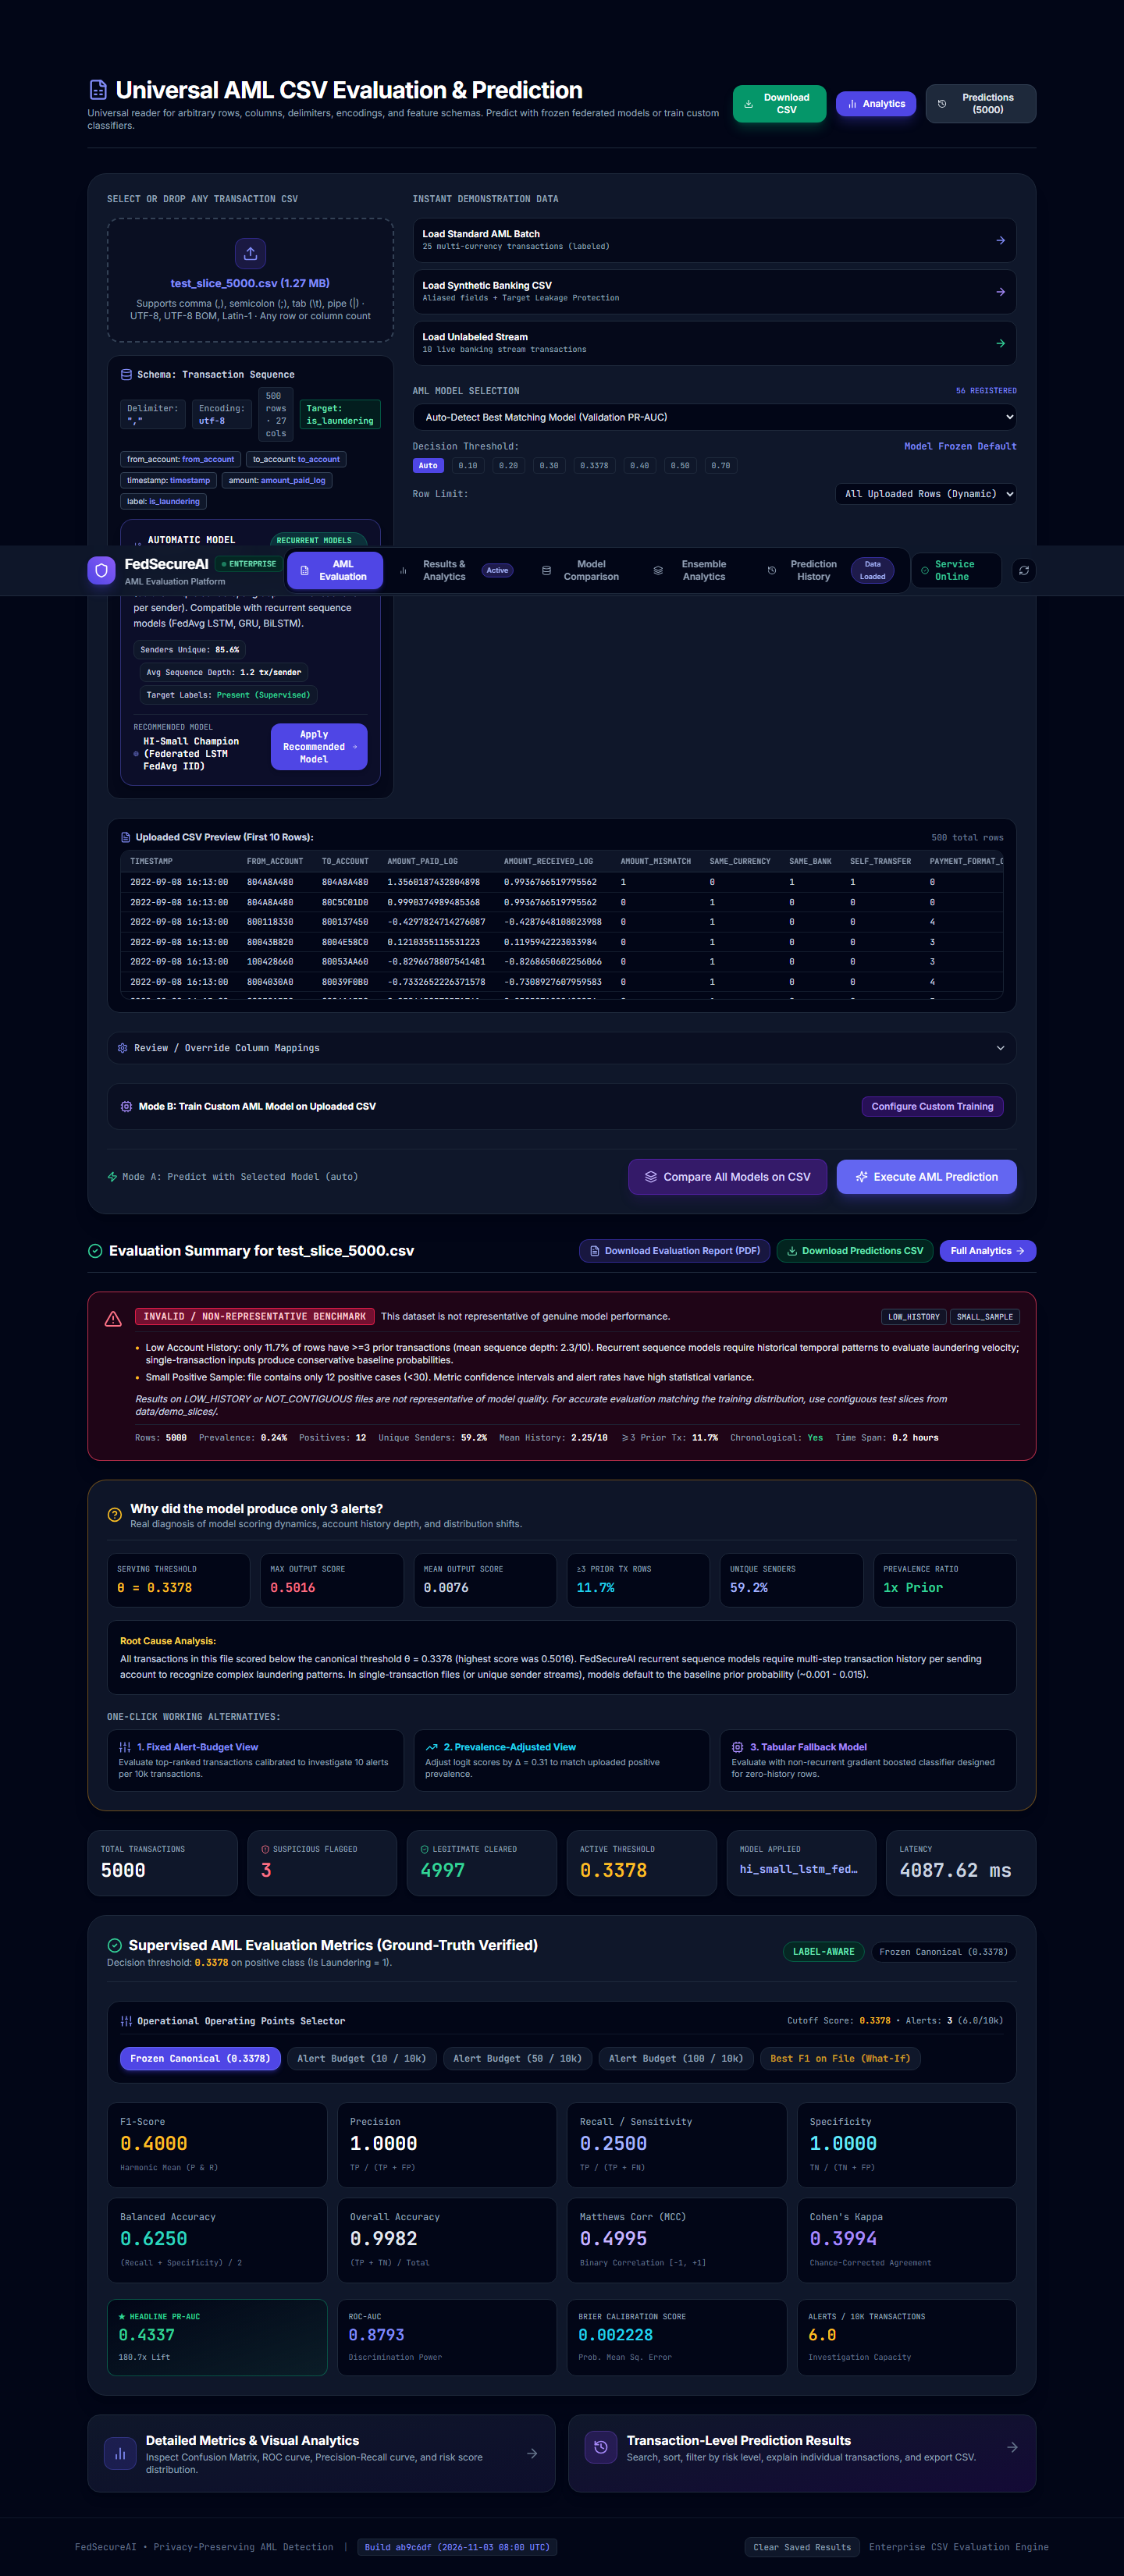 Universal AML CSV Evaluation & Prediction
Universal reader for arbitrary rows, columns, delimiters, encodings, and feature schemas. Predict with frozen federated models or train custom
classifiers.
Download
CSV
Analytics
Predictions
(5000)
SELECT OR DROP ANY TRANSACTION CSV
test_slice_5000.csv (1.27 MB)
Supports comma (,), semicolon (;), tab (\t), pipe (|) ·
UTF-8, UTF-8 BOM, Latin-1 · Any row or column count
Schema: Transaction Sequence
Delimiter:
","
Encoding:
utf-8
500
rows
· 27
cols
Target:
is_laundering
from_account: from_account
to_account: to_account
timestamp: timestamp
amount: amount_paid_log
label: is_laundering
AUTOMATIC MODEL
RECURRENT MODELS
INSTANT DEMONSTRATION DATA
Load Standard AML Batch
25 multi-currency transactions (labeled)
Load Synthetic Banking CSV
Aliased fields + Target Leakage Protection
Load Unlabeled Stream
10 live banking stream transactions
AML MODEL SELECTION
56 REGISTERED
Auto-Detect Best Matching Model (Validation PR-AUC)
Decision Threshold:
Model Frozen Default
Auto 0.10 0.20 0.30 0.3378 0.40 0.50 0.70
Row Limit:
All Uploaded Rows (Dynamic)
FedSecureAI
ENTERPRISE
AML Evaluation Platform
AML
Evaluation
Results &
Analytics
Active
Model
Comparison
Ensemble
Analytics
Prediction
History
Data
Loaded
Service
Online
per sender). Compatible with recurrent sequence
models (FedAvg LSTM, GRU, BiLSTM).
Senders Unique: 85.6%
Avg Sequence Depth: 1.2 tx/sender
Target Labels: Present (Supervised)
RECOMMENDED MODEL
HI-Small Champion
(Federated LSTM
FedAvg IID)
Apply
Recommended
Model
Uploaded CSV Preview (First 10 Rows):
500 total rows
TIMESTAMP FROM_ACCOUNT TO_ACCOUNT AMOUNT_PAID_LOG AMOUNT_RECEIVED_LOG AMOUNT_MISMATCH SAME_CURRENCY SAME_BANK SELF_TRANSFER PAYMENT_FORMAT_C
2022-09-08 16:13:00 804A8A480 804A8A480 1.3560187432804898 0.9936766519795562 1 0 1 1 0
2022-09-08 16:13:00 804A8A480 80C5C01D0 0.9990374989485368 0.9936766519795562 0 1 0 0 0
2022-09-08 16:13:00 800118330 800137450 -0.4297824714276087 -0.4287648108023988 0 1 0 0 4
2022-09-08 16:13:00 80043B820 8004E58C0 0.1210355115531223 0.1195942223033984 0 1 0 0 3
2022-09-08 16:13:00 100428660 80053AA60 -0.8296678807541481 -0.8268650602256066 0 1 0 0 3
2022-09-08 16:13:00 8004030A0 80039F0B0 -0.7332652226371578 -0.7308927607959583 0 1 0 0 4
Review / Override Column Mappings
Mode B: Train Custom AML Model on Uploaded CSV
Configure Custom Training
Mode A: Predict with Selected Model (auto)
Compare All Models on CSV
Execute AML Prediction
Evaluation Summary for test_slice_5000.csv
Download Evaluation Report (PDF)
Download Predictions CSV
Full Analytics
INVALID / NON-REPRESENTATIVE BENCHMARK
This dataset is not representative of genuine model performance.
LOW_HISTORY
SMALL_SAMPLE
• Low Account History: only 11.7% of rows have >=3 prior transactions (mean sequence depth: 2.3/10). Recurrent sequence models require historical temporal patterns to evaluate laundering velocity;
single-transaction inputs produce conservative baseline probabilities.
• Small Positive Sample: file contains only 12 positive cases (<30). Metric confidence intervals and alert rates have high statistical variance.
Results on LOW_HISTORY or NOT_CONTIGUOUS files are not representative of model quality. For accurate evaluation matching the training distribution, use contiguous test slices from
data/demo_slices/.
Rows: 5000 Prevalence: 0.24% Positives: 12 Unique Senders: 59.2% Mean History: 2.25/10 ≥3 Prior Tx: 11.7% Chronological: Yes Time Span: 0.2 hours
Why did the model produce only 3 alerts?
Real diagnosis of model scoring dynamics, account history depth, and distribution shifts.
SERVING THRESHOLD
θ = 0.3378
MAX OUTPUT SCORE
0.5016
MEAN OUTPUT SCORE
0.0076
≥3 PRIOR TX ROWS
11.7%
UNIQUE SENDERS
59.2%
PREVALENCE RATIO
1x Prior
Root Cause Analysis:
All transactions in this file scored below the canonical threshold θ = 0.3378 (highest score was 0.5016). FedSecureAI recurrent sequence models require multi-step transaction history per sending
account to recognize complex laundering patterns. In single-transaction files (or unique sender streams), models default to the baseline prior probability (~0.001 - 0.015).
ONE-CLICK WORKING ALTERNATIVES:
1. Fixed Alert-Budget View
Evaluate top-ranked transactions calibrated to investigate 10 alerts
per 10k transactions.
2. Prevalence-Adjusted View
Adjust logit scores by Δ = 0.31 to match uploaded positive
prevalence.
3. Tabular Fallback Model
Evaluate with non-recurrent gradient boosted classifier designed
for zero-history rows.
TOTAL TRANSACTIONS
5000
SUSPICIOUS FLAGGED
3
LEGITIMATE CLEARED
4997
ACTIVE THRESHOLD
0.3378
MODEL APPLIED
hi_small_lstm_fed…
LATENCY
4087.62 ms
Supervised AML Evaluation Metrics (Ground-Truth Verified)
Decision threshold: 0.3378 on positive class (Is Laundering = 1).
LABEL-AWARE
Frozen Canonical (0.3378)
Operational Operating Points Selector
Cutoff Score: 0.3378 • Alerts: 3 (6.0/10k)
Frozen Canonical (0.3378)
Alert Budget (10 / 10k)
Alert Budget (50 / 10k)
Alert Budget (100 / 10k)
Best F1 on File (What-If)
F1-Score
0.4000
Harmonic Mean (P & R)
Precision
1.0000
TP / (TP + FP)
Recall / Sensitivity
0.2500
TP / (TP + FN)
Specificity
1.0000
TN / (TN + FP)
Balanced Accuracy
0.6250
(Recall + Specificity) / 2
Overall Accuracy
0.9982
(TP + TN) / Total
Matthews Corr (MCC)
0.4995
Binary Correlation [-1, +1]
Cohen's Kappa
0.3994
Chance-Corrected Agreement
★ HEADLINE PR-AUC
0.4337
180.7x Lift
ROC-AUC
0.8793
Discrimination Power
BRIER CALIBRATION SCORE
0.002228
Prob. Mean Sq. Error
ALERTS / 10K TRANSACTIONS
6.0
Investigation Capacity
Detailed Metrics & Visual Analytics
Inspect Confusion Matrix, ROC curve, Precision-Recall curve, and risk score
distribution.
Transaction-Level Prediction Results
Search, sort, filter by risk level, explain individual transactions, and export CSV.
FedSecureAI • Privacy-Preserving AML Detection | Build ab9c6df (2026-11-03 08:00 UTC)
Clear Saved Results
Enterprise CSV Evaluation Engine